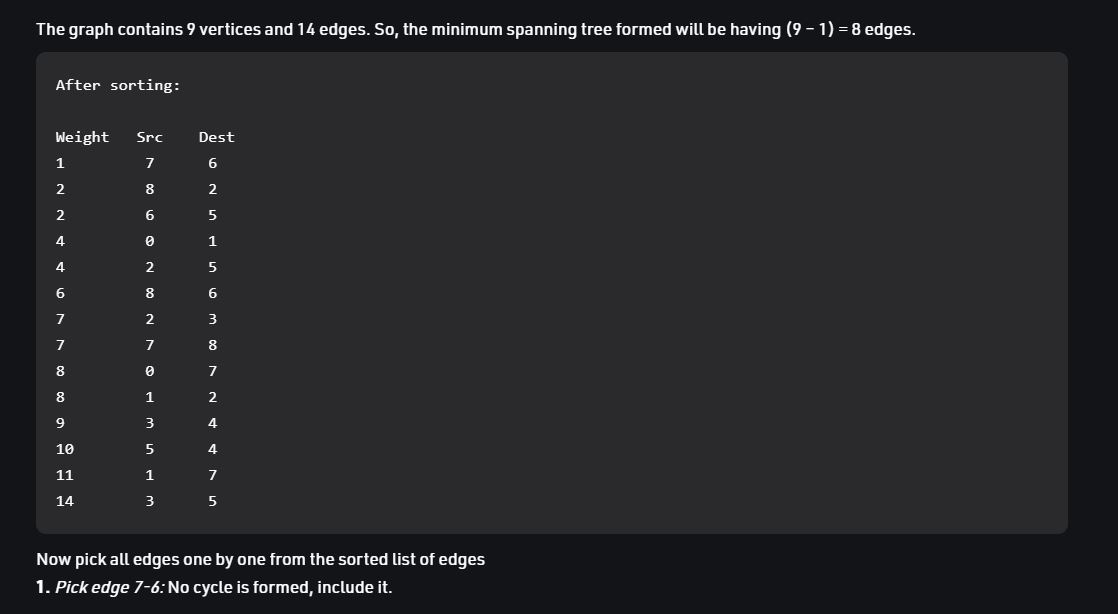 The graph contains 9 vertices and 14 edges. So, the minimum spanning tree formed will be having (9 – 1) = 8 edges.
After sorting:
Weight Src Dest
1 7 6
2 8 2
2 6 5
4 0 1
4 2 5
6 8 6
7 2 3
7 7 8
8 0 7
8 1 2
9 3 4
10 5 4
11 1 7
14 3 5
Now pick all edges one by one from the sorted list of edges
1. Pick edge 7-6: No cycle is formed, include it.